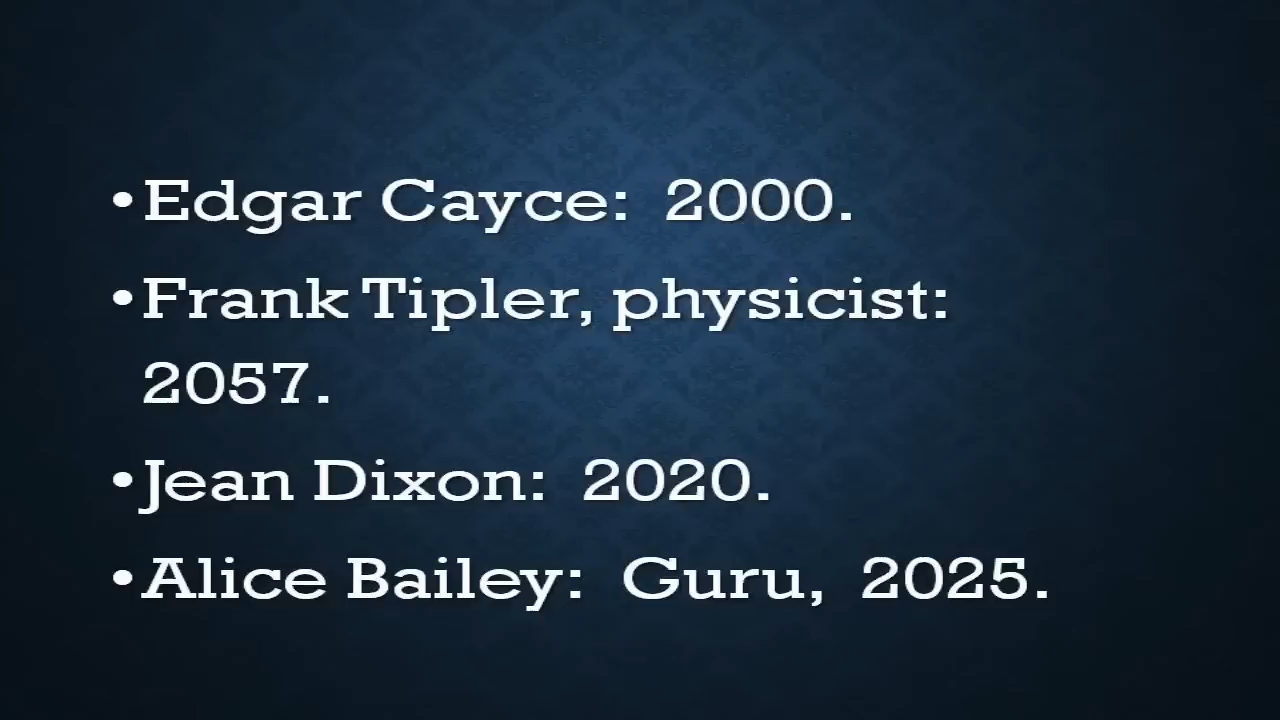 •Edgar Cayce:  2000.
•Frank Tipler, physicist:
2057.
•Jean Dixon:  2020.
•Alice Bailey:  Guru,  2025.